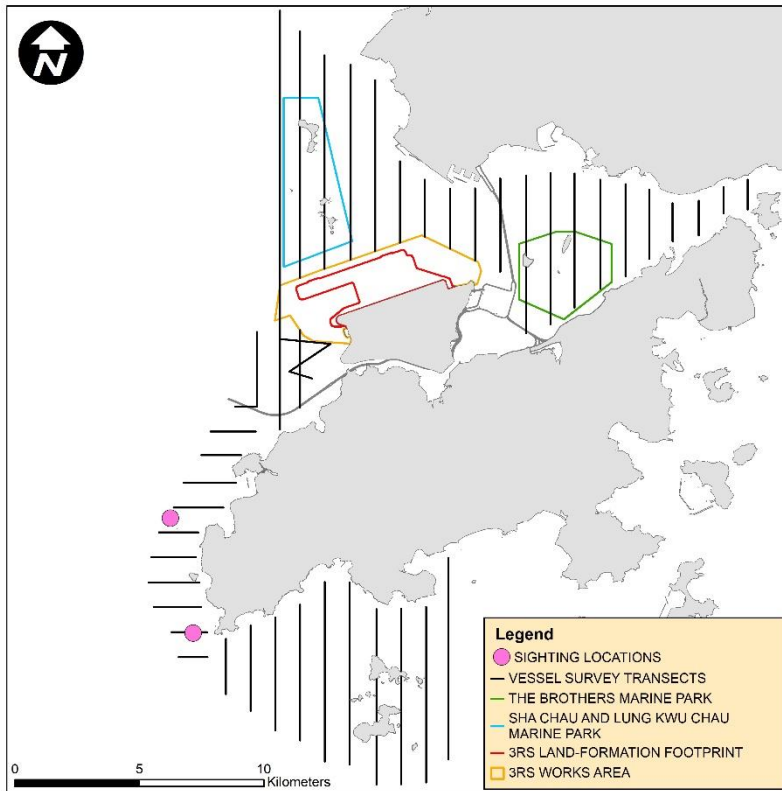 N
Legend
SIGHTING LOCATIONS
VESSEL SURVEY TRANSECTS
THE BROTHERS MARINE PARK
SHA CHAU AND LUNG KWU CHAU
MARINE PARK
3RS LAND-FORMATION FOOTPRINT
3RS WORKS AREA
0 5 10
Kilometers